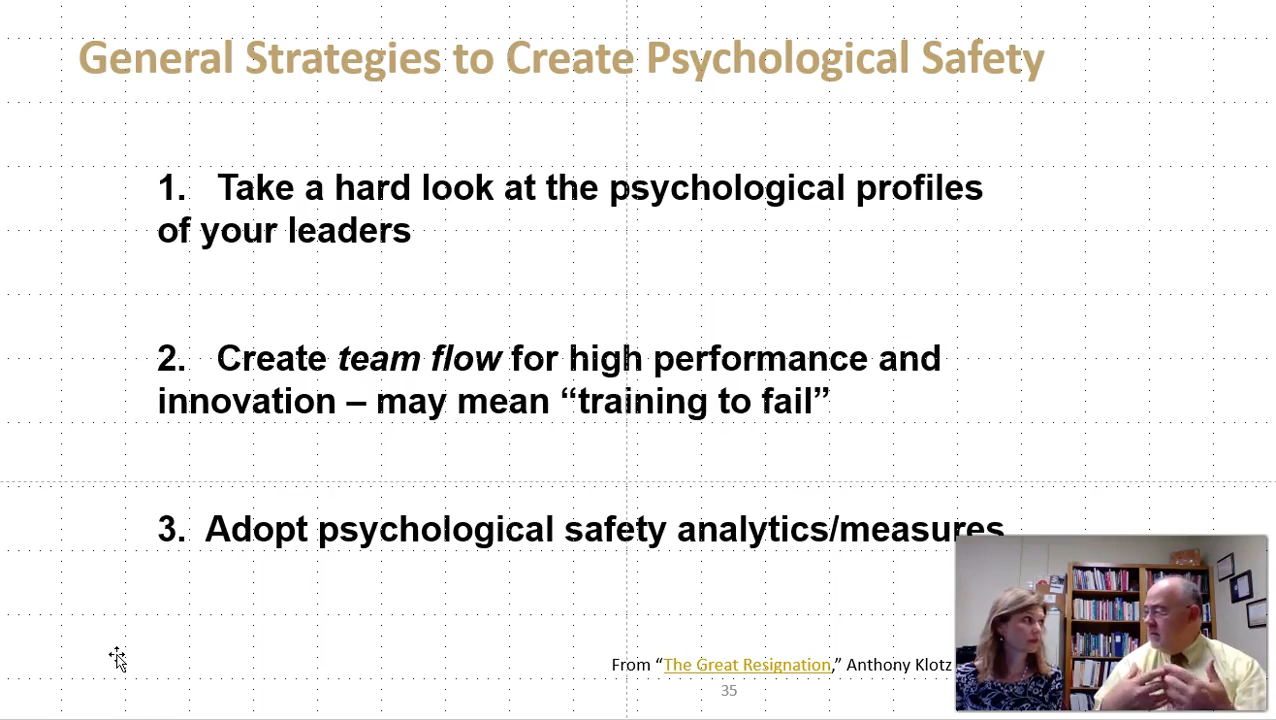 General Strategies to Create Psychological Safety
1. Take a hard look at the psychological profiles
of your leaders
2. Create team flow for high performance and
innovation – may mean “training to fail”
3. Adopt psychological safety analytics/measures
From “The Great Resignation,” Anthony Klotz
35